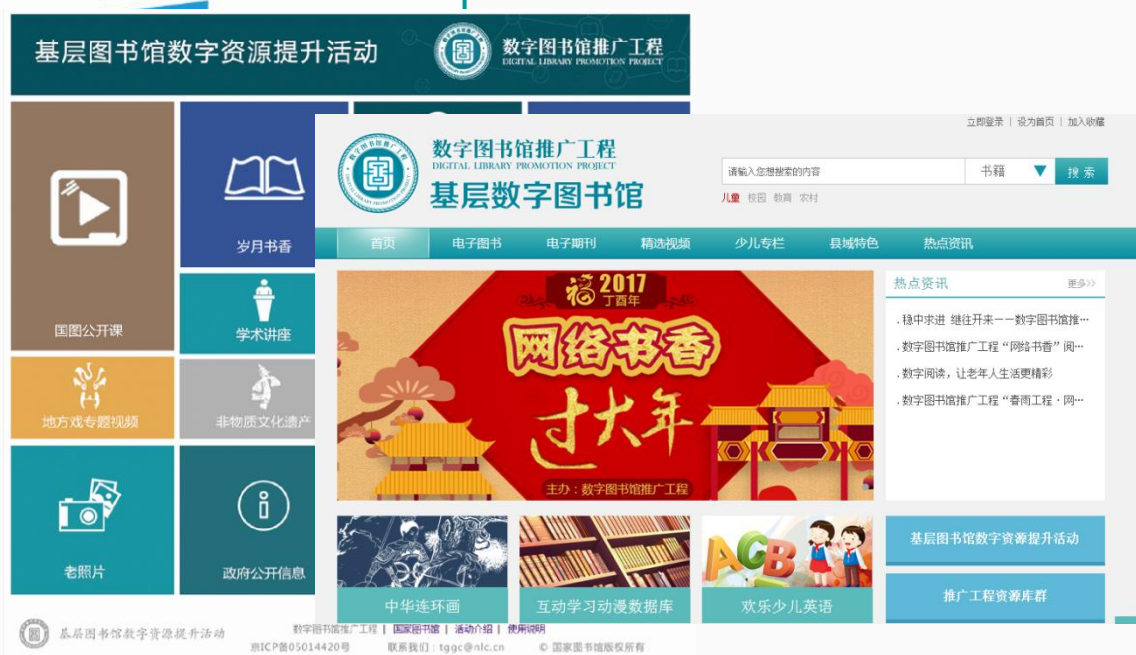 基层图书馆数字资源提升活动
数字图书馆推广工程
DIGITAL LIBRARY PROMOTION PROJECT
国图公开课
岁月书香
学术讲座
地方戏专题视频
非物质文化遗产
老照片
政府公开信息
基层图书馆数字资源提升活动
数字图书馆推广工程 | 国家图书馆 | 活动介绍 | 使用说明
京ICP备05014420号 联系我们：tggc@nlc.cn © 国家图书馆版权所有
立即登录 | 设为首页 | 加入收藏
数字图书馆推广工程
DIGITAL LIBRARY PROMOTION PROJECT
基层数字图书馆
请输入您想搜索的内容 书籍 搜索
儿童 校园 教育 农村
首页 电子图书 电子期刊 精选视频 少儿专栏 县域特色 热点资讯
福 2017
丁酉年
网络书香
过大年
主办：数字图书馆推广工程
热点资讯 更多>>
.稳中求进 继往开来——数字图书馆推…
.数字图书馆推广工程“网络书香”阅…
.数字阅读，让老年人生活更精彩
.数字图书馆推广工程“春雨工程·网…
中华连环画
互动学习动漫数据库
ACB
欢乐少儿英语
基层图书馆数字资源提升活动
推广工程资源库群